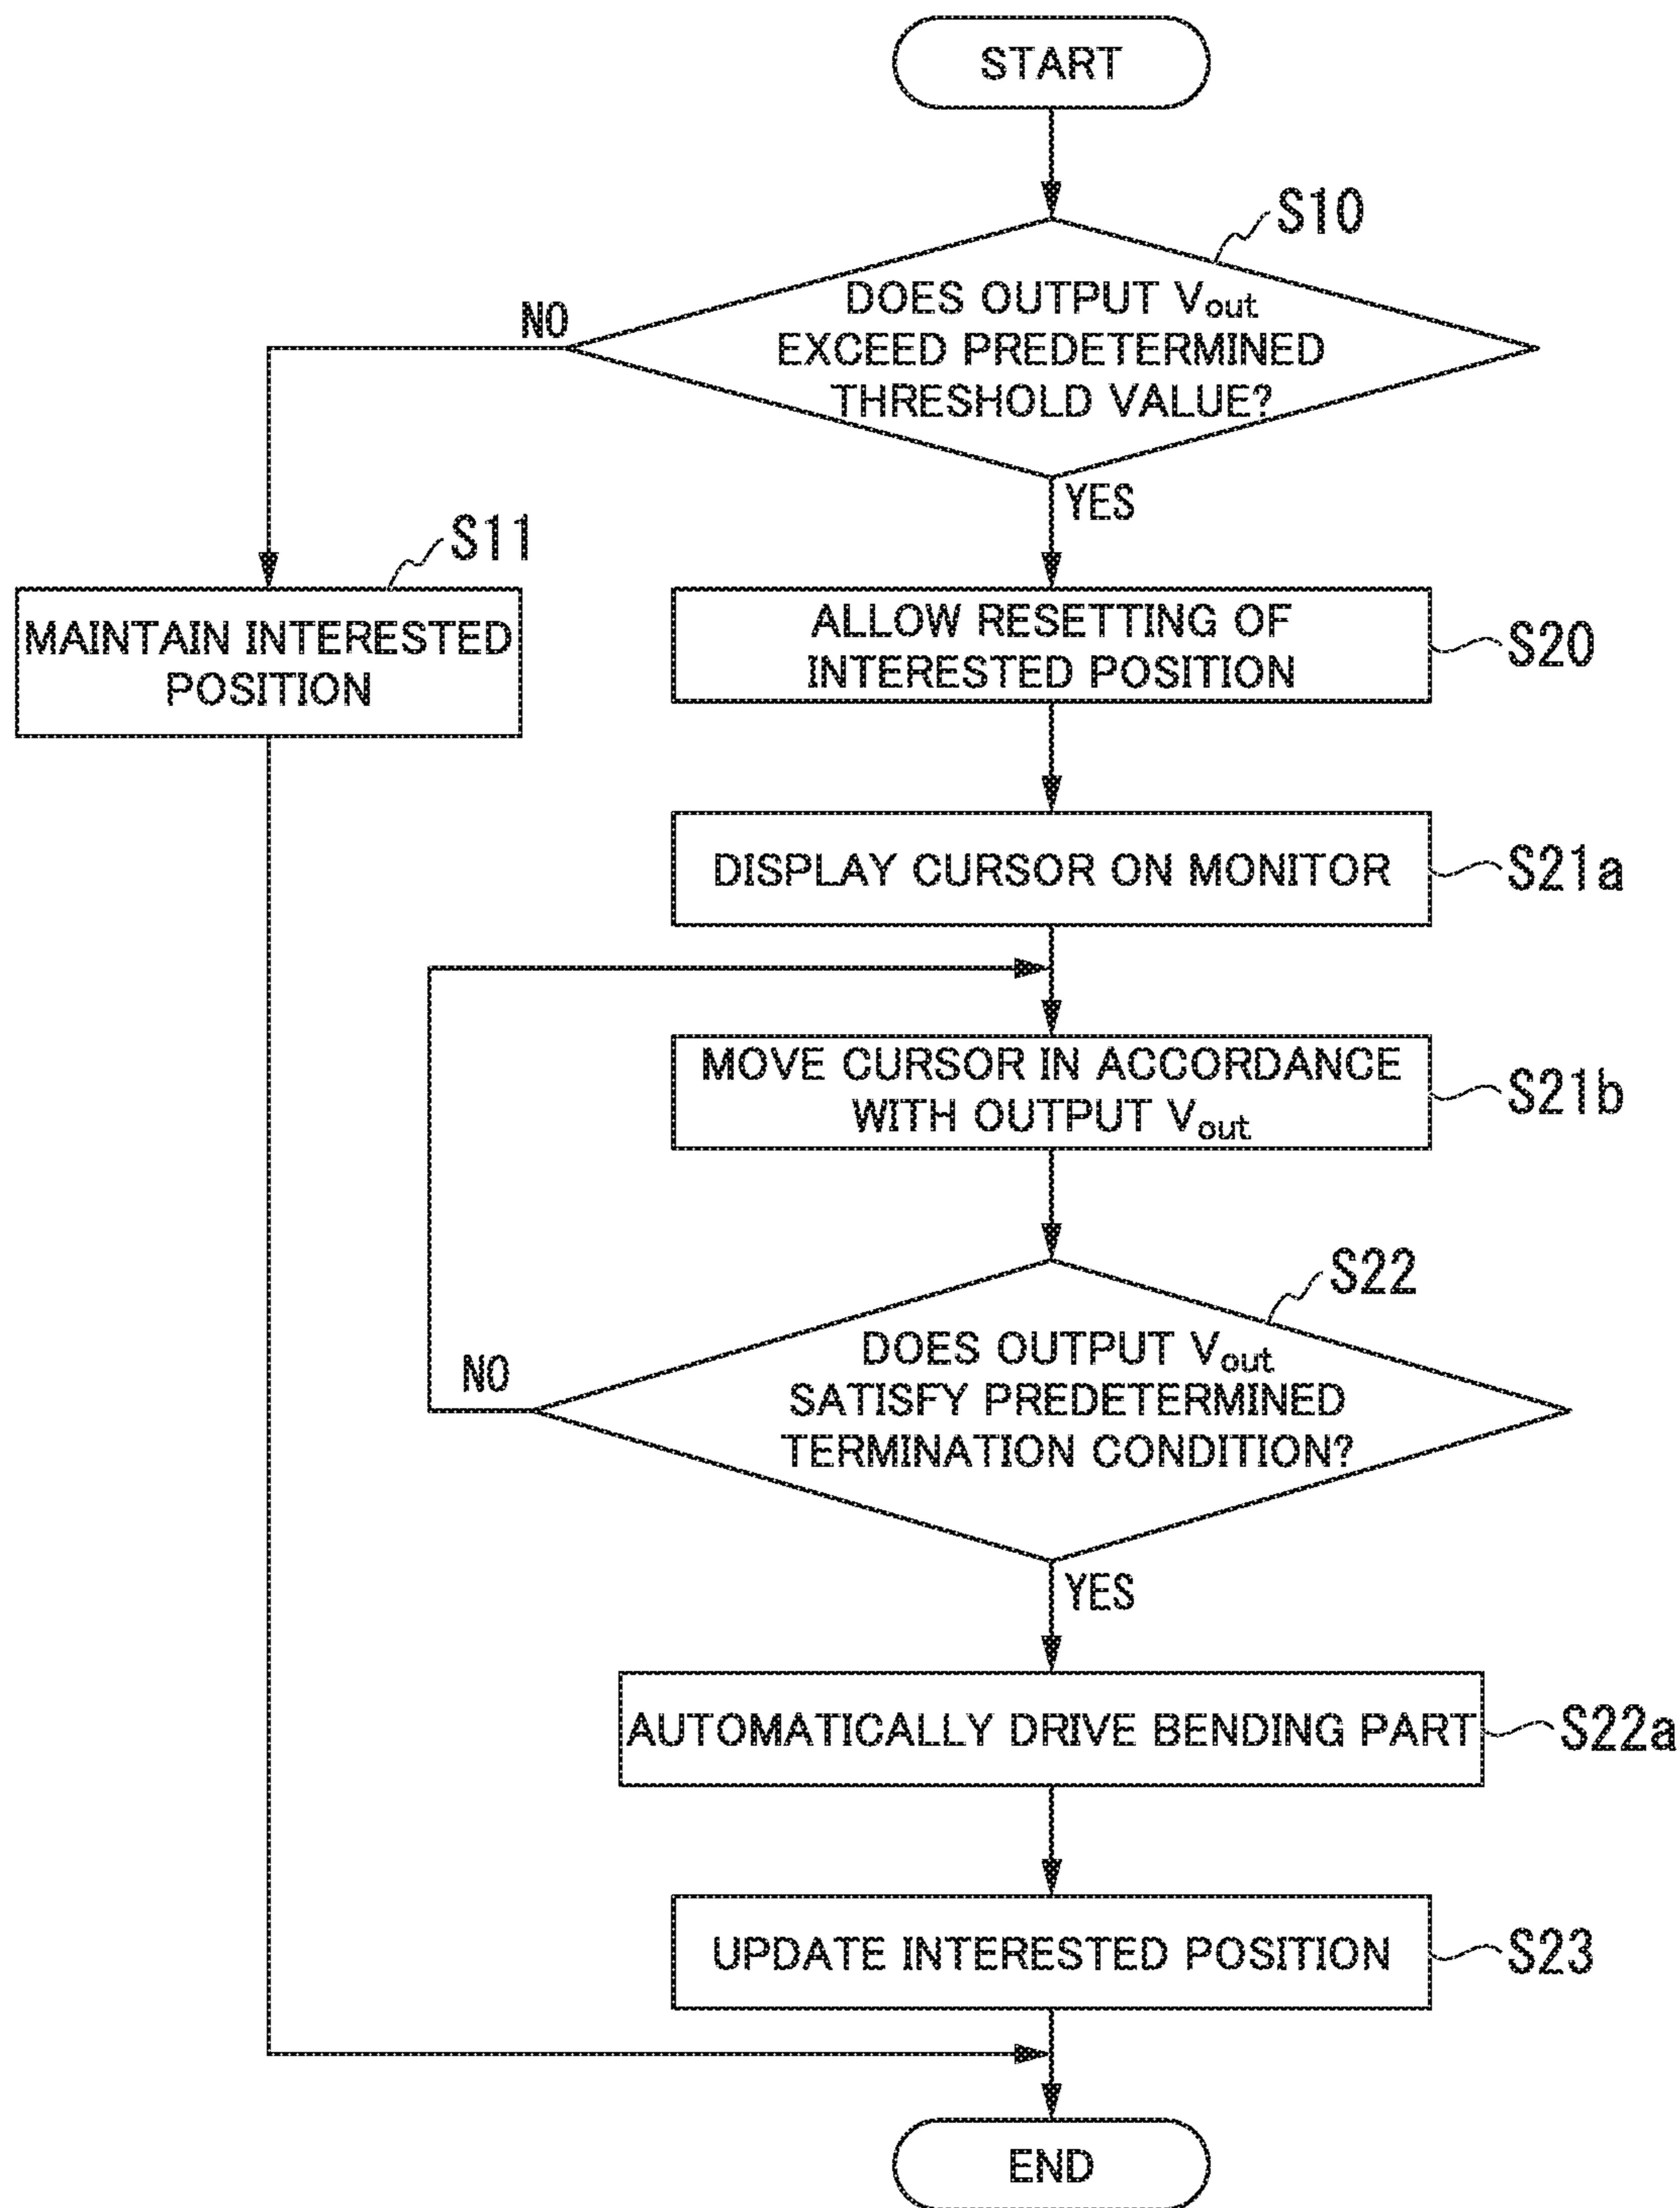 START
S10
DOES OUTPUT Vout
EXCEED PREDETERMINED
THRESHOLD VALUE?
NO
YES
S11
MAINTAIN INTERESTED
POSITION
ALLOW RESETTING OF
INTERESTED POSITION
S20
DISPLAY CURSOR ON MONITOR
S21a
MOVE CURSOR IN ACCORDANCE
WITH OUTPUT Vout
S21b
S22
DOES OUTPUT Vout
SATISFY PREDETERMINED
TERMINATION CONDITION?
NO
YES
AUTOMATICALLY DRIVE BENDING PART
S22a
UPDATE INTERESTED POSITION
S23
END